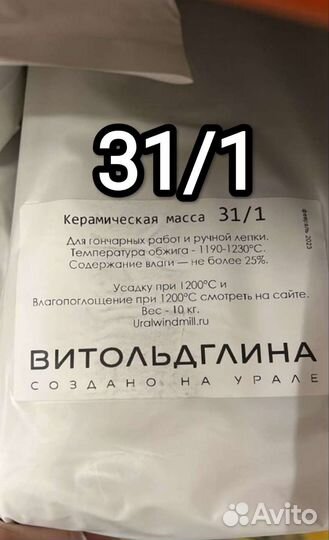 31/1
Керамическая масса 31/1
Для гончарных работ и ручной лепки.
Температура обжига - 1190-1230°C.
Содержание влаги — не более 25%.
Усадку при 1200°C и
Влагопоглощение при 1200°C смотреть на сайте.
Вес - 10 кг.
Uralwindmill.ru
февраль 2023
ВИТОЛЬДГЛИНА
СОЗДАНО НА УРАЛЕ
Avito